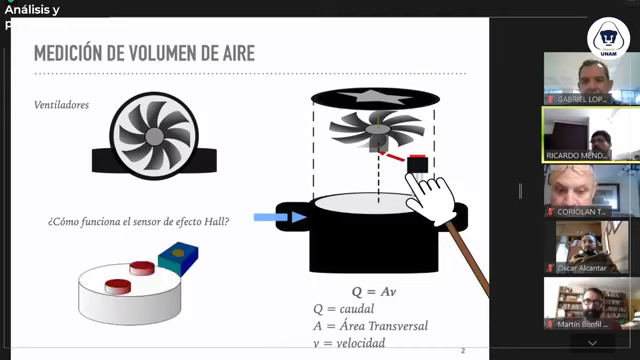 Análisis y
p
UNAM
MEDICIÓN DE VOLUMEN DE AIRE
Ventiladores
¿Cómo funciona el sensor de efecto Hall?
Q = Av
Q = caudal
A = Área Transversal
v = velocidad
2
GABRIEL LOP...
RICARDO MEND...
CORIOLAN T...
Oscar Alcantar
Martín Bonfil ...